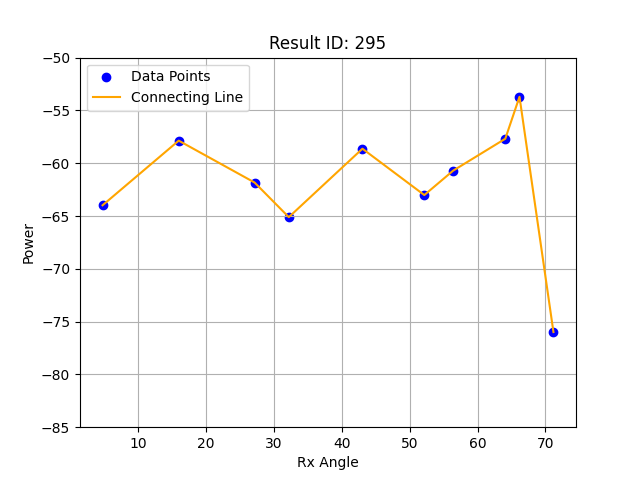 Result ID: 295
Data Points
Connecting Line
Power
−50
−55
−60
−65
−70
−75
−80
−85
10 20 30 40 50 60 70
Rx Angle